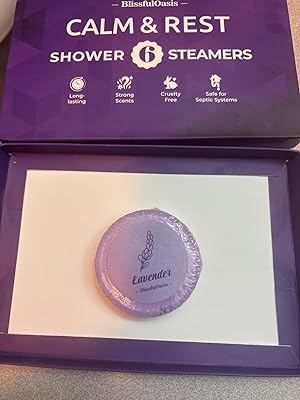 — BlissfulOasis —
CALM & REST
SHOWER 6 STEAMERS
Long-
lasting
Strong
Scents
Cruelty
Free
Safe for
Septic Systems
Lavender
— BlissfulOasis —